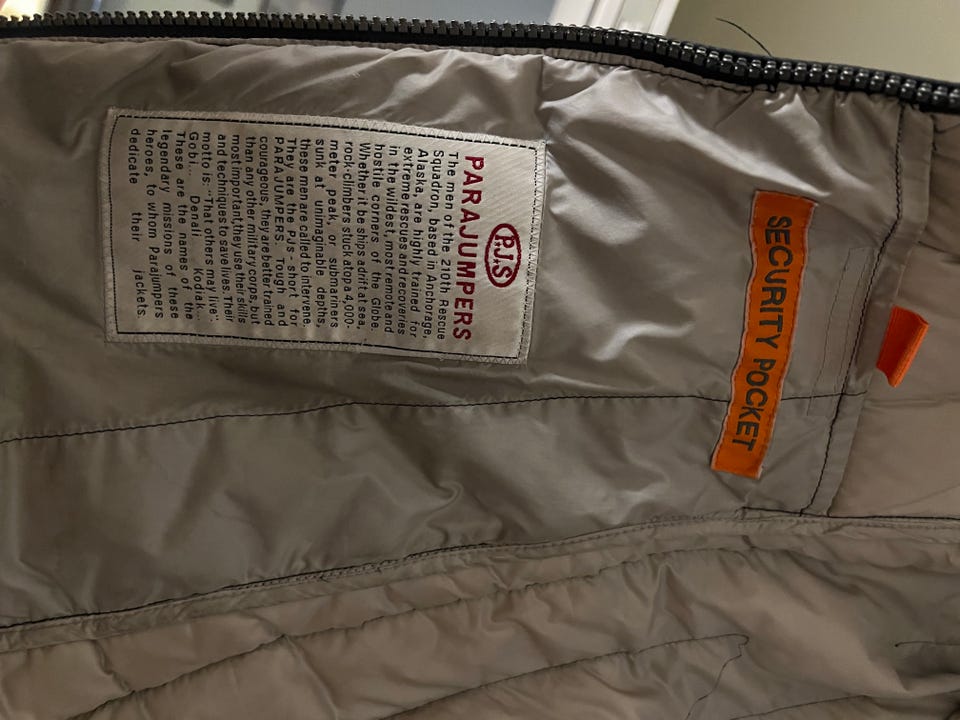 SECURITY POCKET
P.J.S
PARAJUMPERS
The men of the 210th Rescue
Squadron, based in Anchorage,
Alaska, are highly trained for
extreme rescues and recoveries
in the wildest, most remote and
hostile corners of the Globe.
Whether it be ships adrift at sea,
rock-climbers stuck atop a 4,000-
meter peak, or submariners
sunk at unimaginable depths,
these men are called to intervene.
They are the PJs - short for
PARAJUMPERS. Tough and
courageous, they are better trained
than any other military corps, but
most important,they use their skills
and techniques to save lives. Their
motto is: "That others may live".
Gobi... Denali... Kodiak...
These are the names of the
legendary missions of these
heroes, to whom Parajumpers
dedicate their jackets.